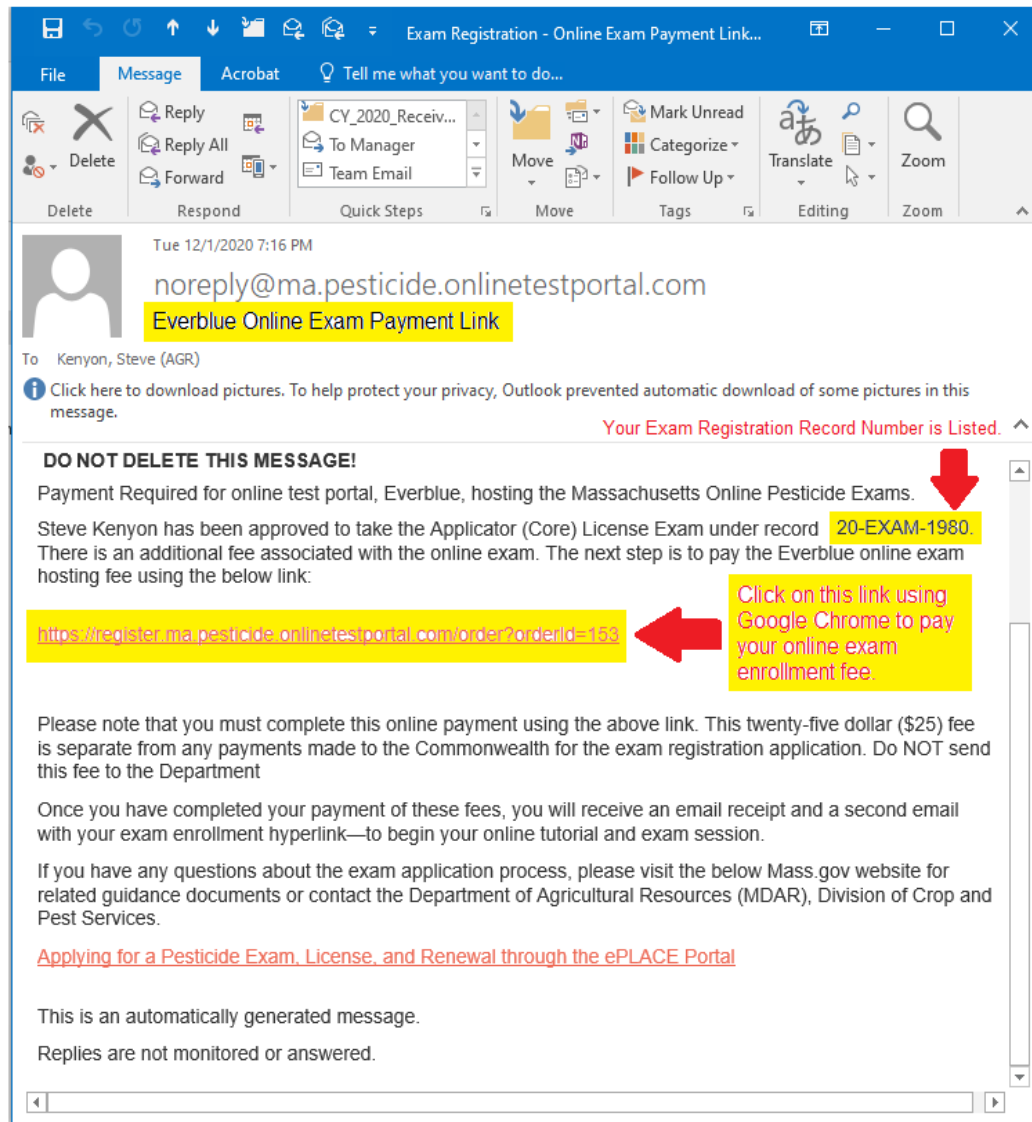 Exam Registration - Online Exam Payment Link...
File Message Acrobat Tell me what you want to do...
Delete
Reply
Reply All
Forward
CY_2020_Receiv...
To Manager
Team Email
Move
Mark Unread
Categorize
Follow Up
Translate
Zoom
Delete Respond Quick Steps Move Tags Editing Zoom
Tue 12/1/2020 7:16 PM
noreply@ma.pesticide.onlinetestportal.com
Everblue Online Exam Payment Link
To Kenyon, Steve (AGR)
Click here to download pictures. To help protect your privacy, Outlook prevented automatic download of some pictures in this
message.
Your Exam Registration Record Number is Listed.
DO NOT DELETE THIS MESSAGE!
Payment Required for online test portal, Everblue, hosting the Massachusetts Online Pesticide Exams.
Steve Kenyon has been approved to take the Applicator (Core) License Exam under record 20-EXAM-1980.
There is an additional fee associated with the online exam. The next step is to pay the Everblue online exam
hosting fee using the below link:
https://register.ma.pesticide.onlinetestportal.com/order?orderId=153
Click on this link using
Google Chrome to pay
your online exam
enrollment fee.
Please note that you must complete this online payment using the above link. This twenty-five dollar ($25) fee
is separate from any payments made to the Commonwealth for the exam registration application. Do NOT send
this fee to the Department
Once you have completed your payment of these fees, you will receive an email receipt and a second email
with your exam enrollment hyperlink—to begin your online tutorial and exam session.
If you have any questions about the exam application process, please visit the below Mass.gov website for
related guidance documents or contact the Department of Agricultural Resources (MDAR), Division of Crop and
Pest Services.
Applying for a Pesticide Exam, License, and Renewal through the ePLACE Portal
This is an automatically generated message.
Replies are not monitored or answered.